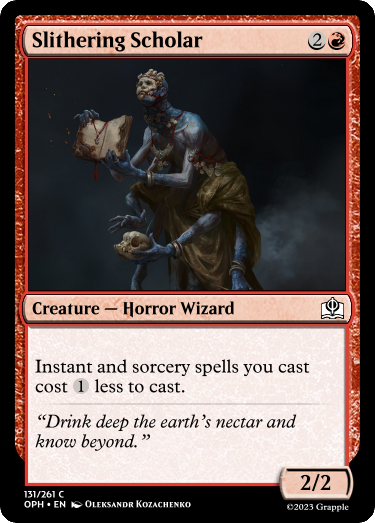 Slithering Scholar 2
Creature — Horror Wizard
Instant and sorcery spells you cast
cost 1 less to cast.
“Drink deep the earth's nectar and
know beyond.”
2/2
131/261 C
OPH • EN Oleksandr Kozachenko
©2023 Grapple